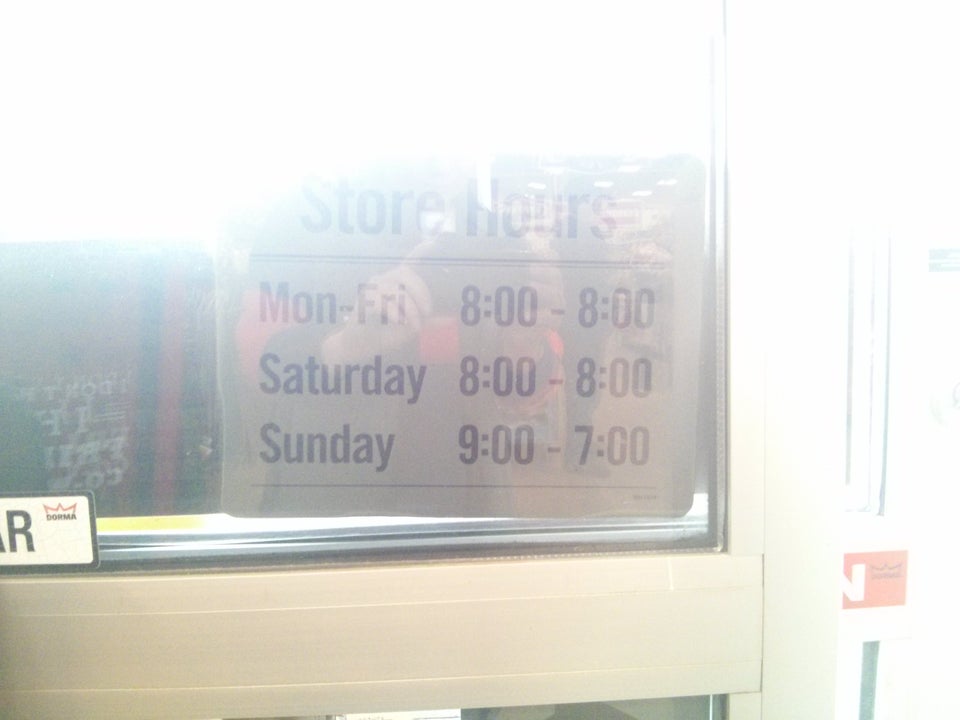 Store Hours
Mon-Fri 8:00 - 8:00
Saturday 8:00 - 8:00
Sunday 9:00 - 7:00
AR DORMA
N DORMA